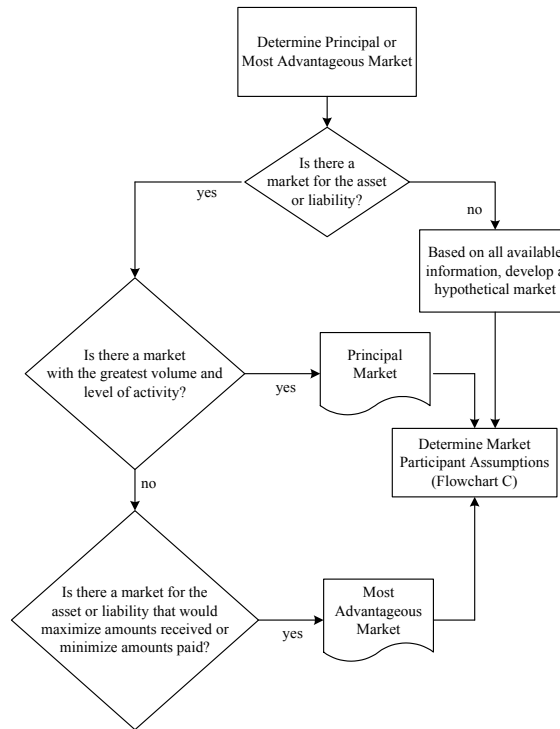 Determine Principal or
Most Advantageous Market
Is there a
market for the asset
or liability?
yes
no
Based on all available
information, develop a
hypothetical market
Is there a market
with the greatest volume and
level of activity?
yes
Principal
Market
Determine Market
Participant Assumptions
(Flowchart C)
no
Is there a market for the
asset or liability that would
maximize amounts received or
minimize amounts paid?
yes
Most
Advantageous
Market